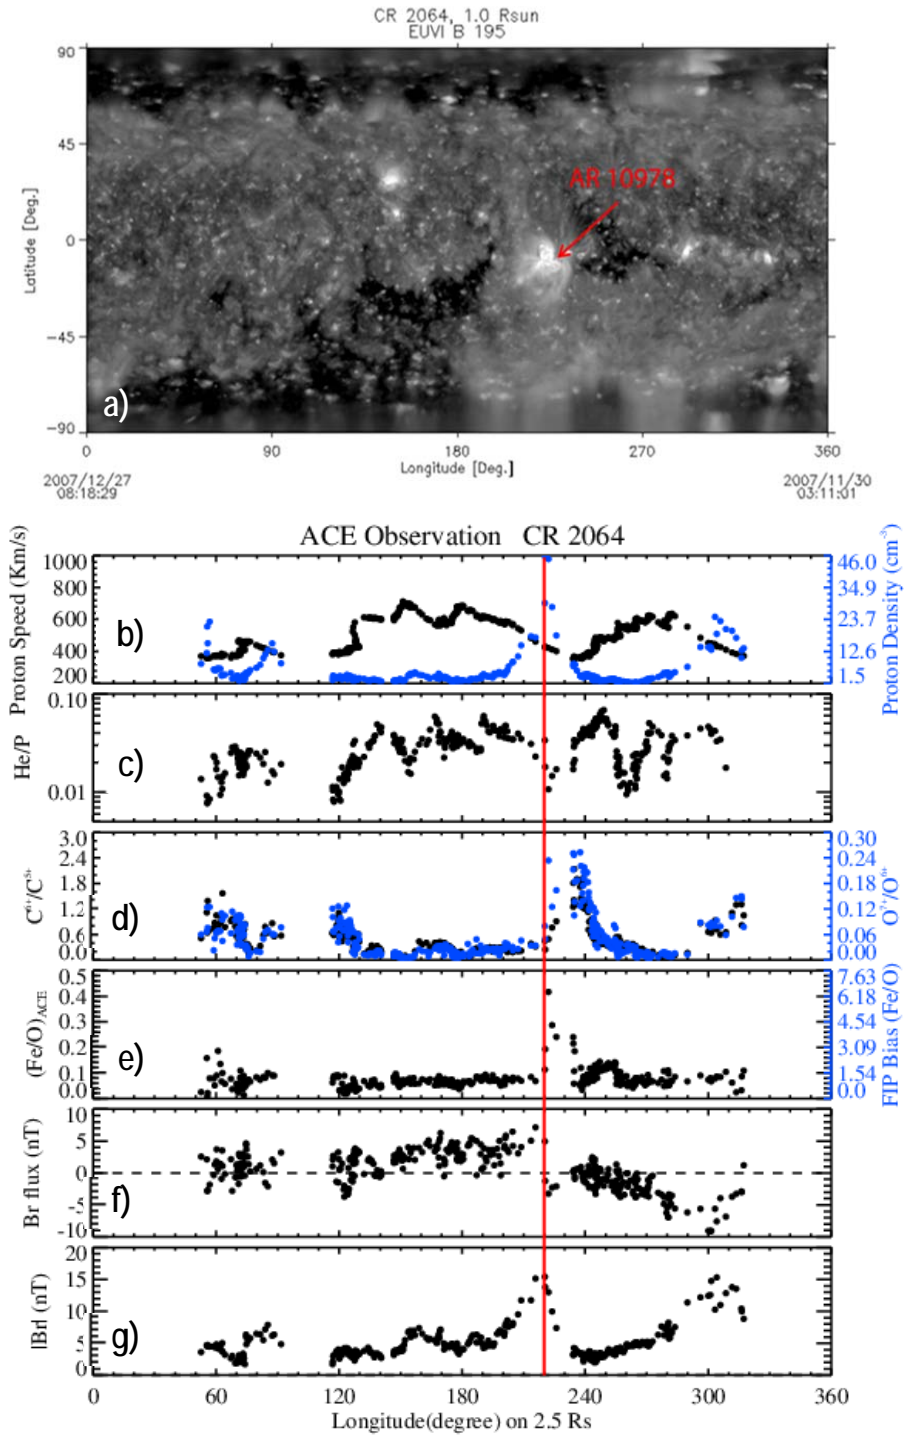 CR 2064, 1.0 Rsun
EUVI B 195
90
45
0
−45
−90
Latitude [Deg.]
AR 10978
a)
0 90 180 270 360
Longitude [Deg.]
2007/12/27
08:18:29
2007/11/30
03:11:01
ACE Observation CR 2064
Proton Speed (Km/s)
1000
800
600
400
200
b)
46.0
34.9
23.7
12.6
1.5
Proton Density (cm⁻³)
He/P
0.10
0.01
c)
C⁶⁺/C⁵⁺
3.0
2.4
1.8
1.2
0.6
0.0
d)
0.30
0.24
0.18
0.12
0.06
0.00
O⁷⁺/O⁶⁺
(Fe/O)ACE
0.5
0.4
0.3
0.2
0.1
0.0
e)
7.63
6.18
4.54
3.09
1.54
0.0
FIP Bias (Fe/O)
Br flux (nT)
10
5
0
-5
-10
f)
|Br| (nT)
20
15
10
5
0
g)
0 60 120 180 240 300 360
Longitude(degree) on 2.5 Rs